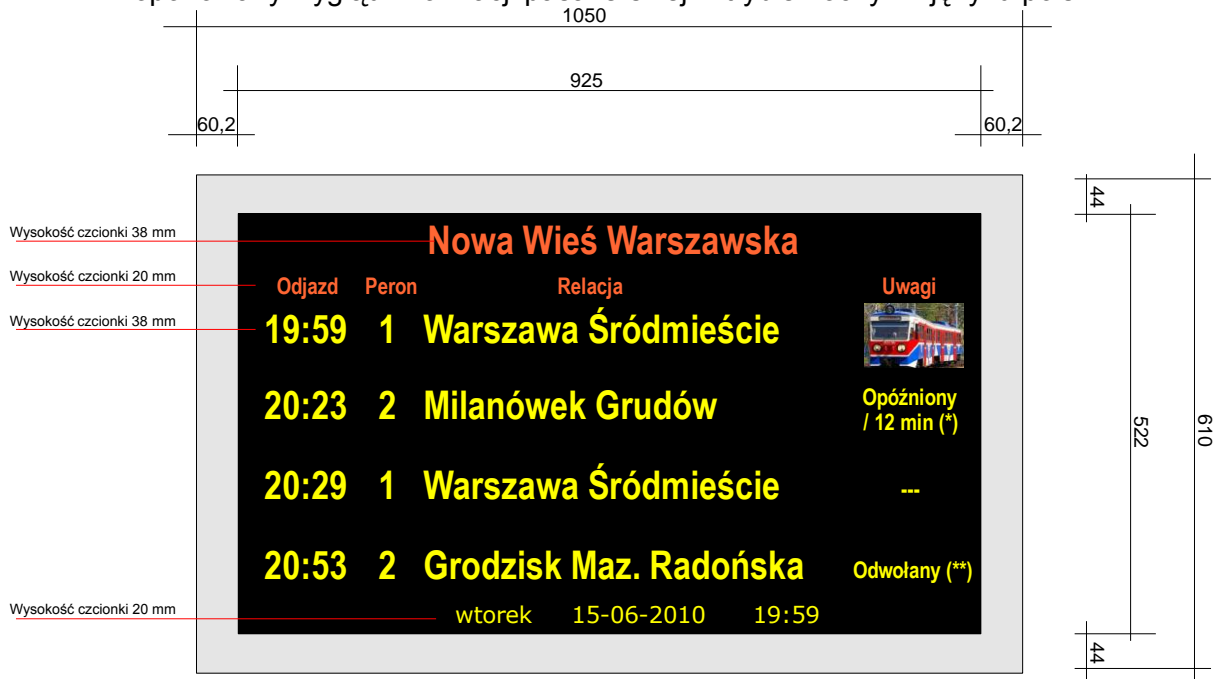 1050
925
60,2
60,2
44
Wysokość czcionki 38 mm
Nowa Wieś Warszawska
Wysokość czcionki 20 mm
Odjazd Peron Relacja Uwagi
Wysokość czcionki 38 mm
19:59 1 Warszawa Śródmieście
20:23 2 Milanówek Grudów Opóźniony
/ 12 min (*)
522
610
20:29 1 Warszawa Śródmieście ---
20:53 2 Grodzisk Maz. Radońska Odwołany (**)
Wysokość czcionki 20 mm
wtorek 15-06-2010 19:59
44